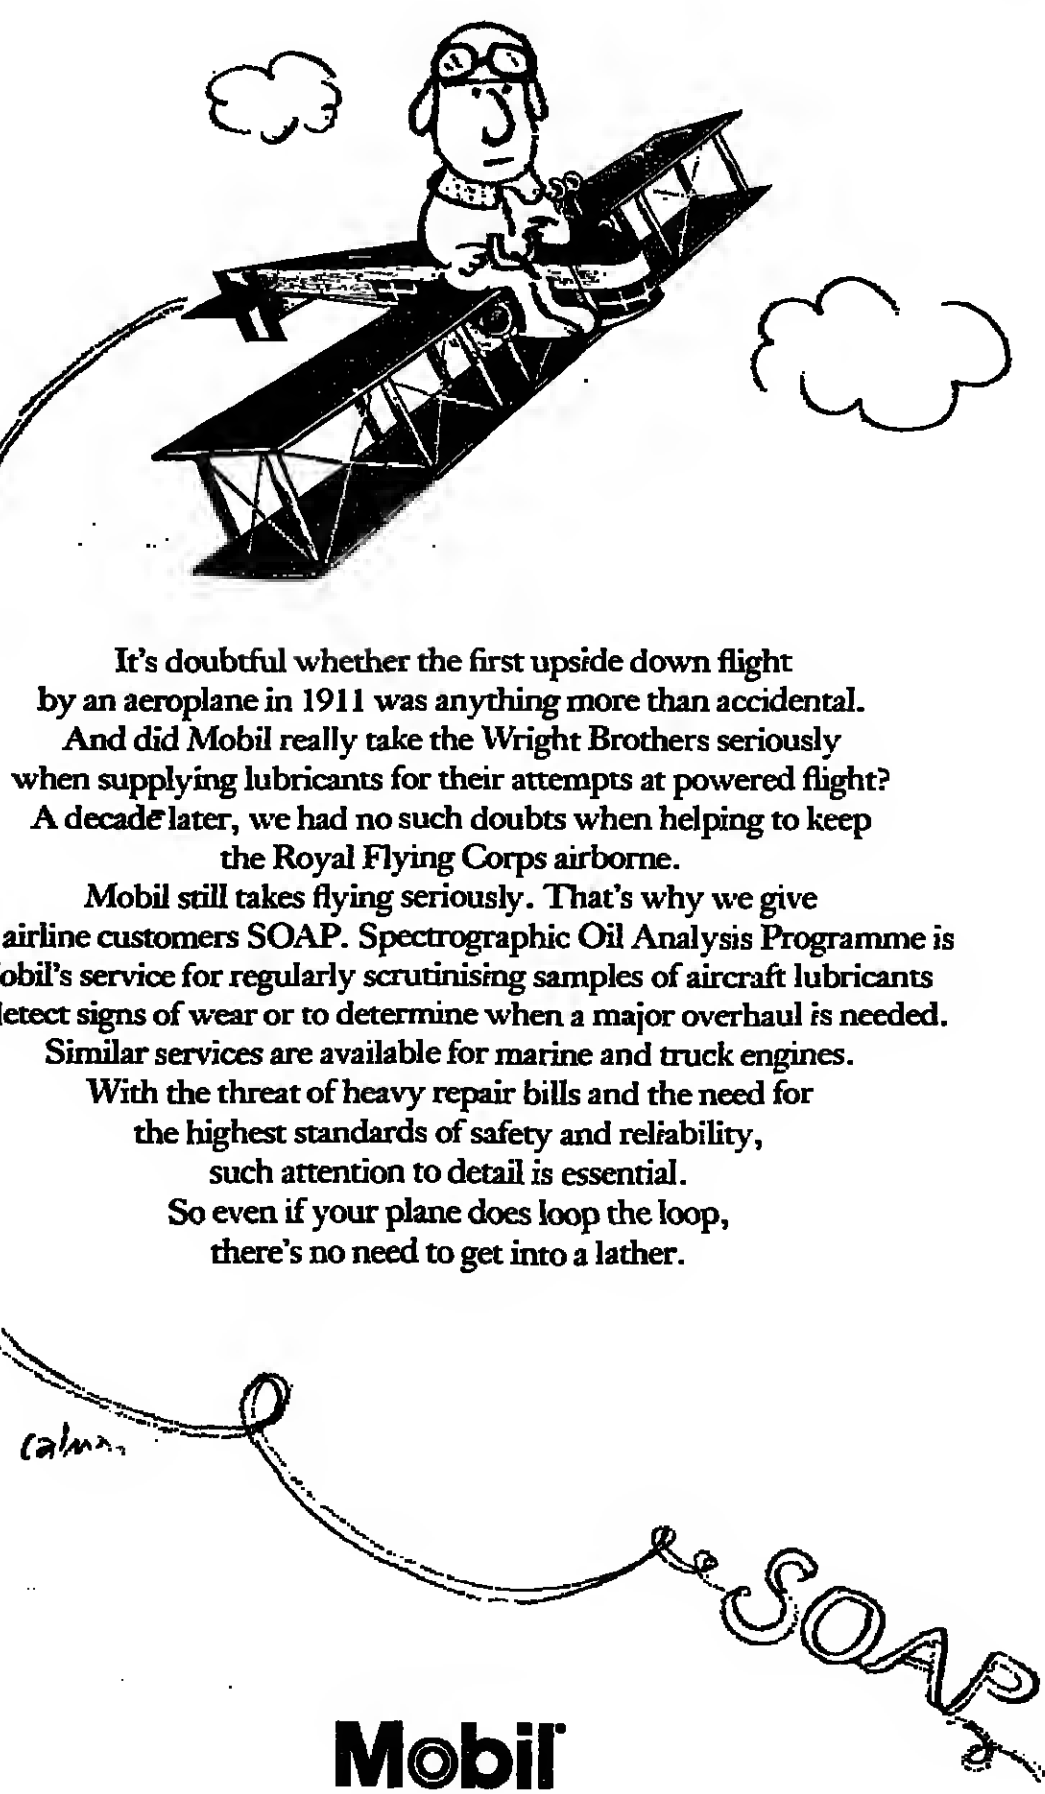 It's doubtful whether the first upside down flight
by an aeroplane in 1911 was anything more than accidental.
And did Mobil really take the Wright Brothers seriously
when supplying lubricants for their attempts at powered flight?
A decade later, we had no such doubts when helping to keep
the Royal Flying Corps airborne.
Mobil still takes flying seriously. That's why we give
airline customers SOAP. Spectrographic Oil Analysis Programme is
obil's service for regularly scrutinising samples of aircraft lubricants
etect signs of wear or to determine when a major overhaul is needed.
Similar services are available for marine and truck engines.
With the threat of heavy repair bills and the need for
the highest standards of safety and reliability,
such attention to detail is essential.
So even if your plane does loop the loop,
there's no need to get into a lather.
SOAP
Mobil